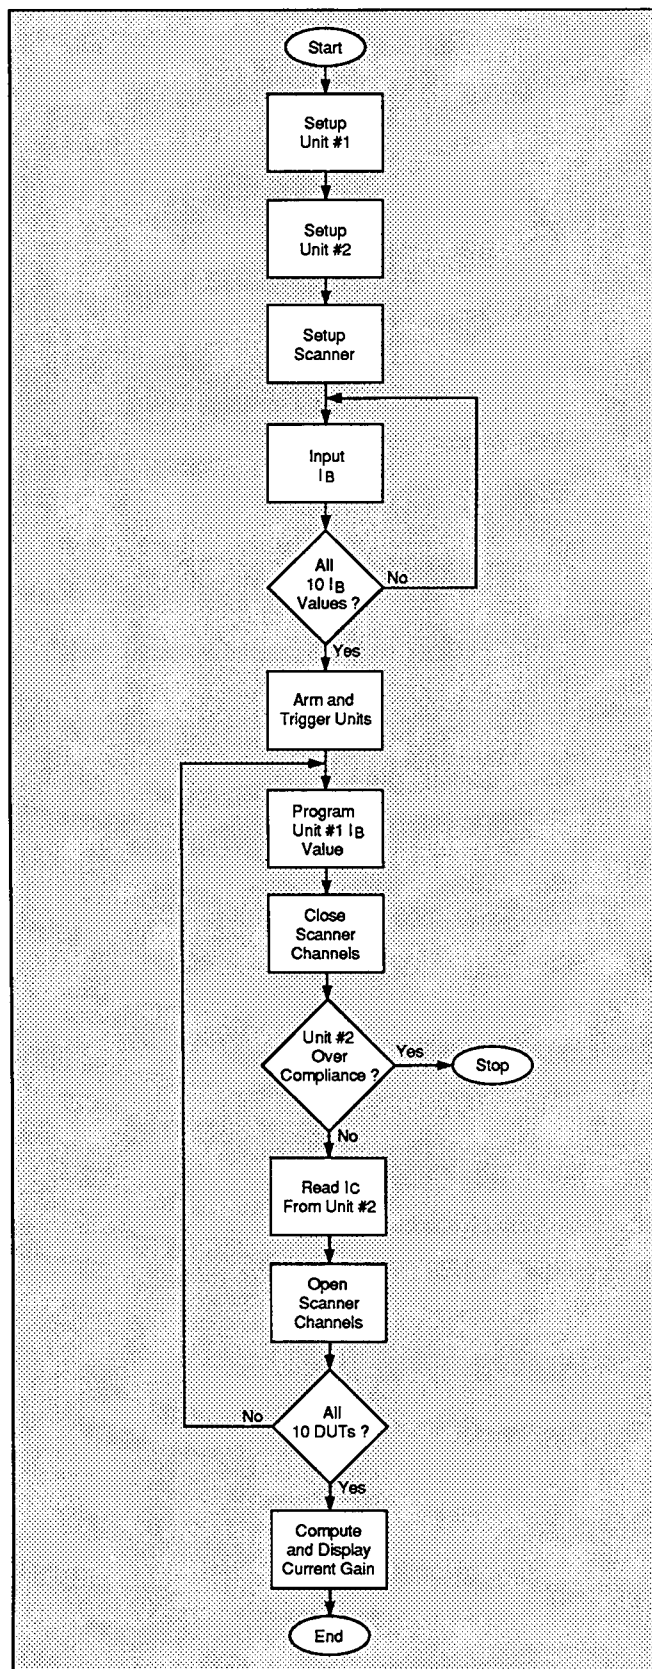 Start
Setup
Unit #1
Setup
Unit #2
Setup
Scanner
Input
IB
All
10 IB
Values ?
No
Yes
Arm and
Trigger Units
Program
Unit #1 IB
Value
Close
Scanner
Channels
Unit #2
Over
Compliance ?
Yes
Stop
No
Read IC
From Unit #2
Open
Scanner
Channels
All
10 DUTs ?
No
Yes
Compute
and Display
Current Gain
End